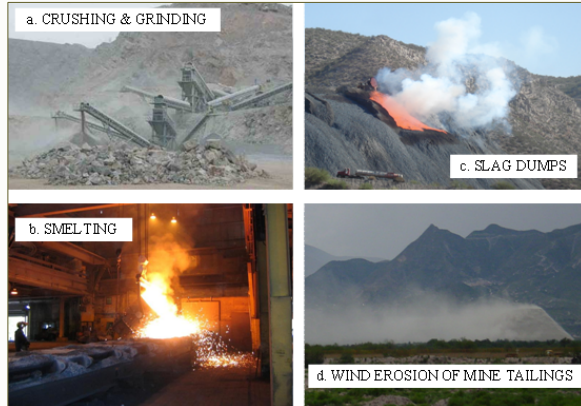 a. CRUSHING & GRINDING
c. SLAG DUMPS
b. SMELTING
d. WIND EROSION OF MINE TAILINGS